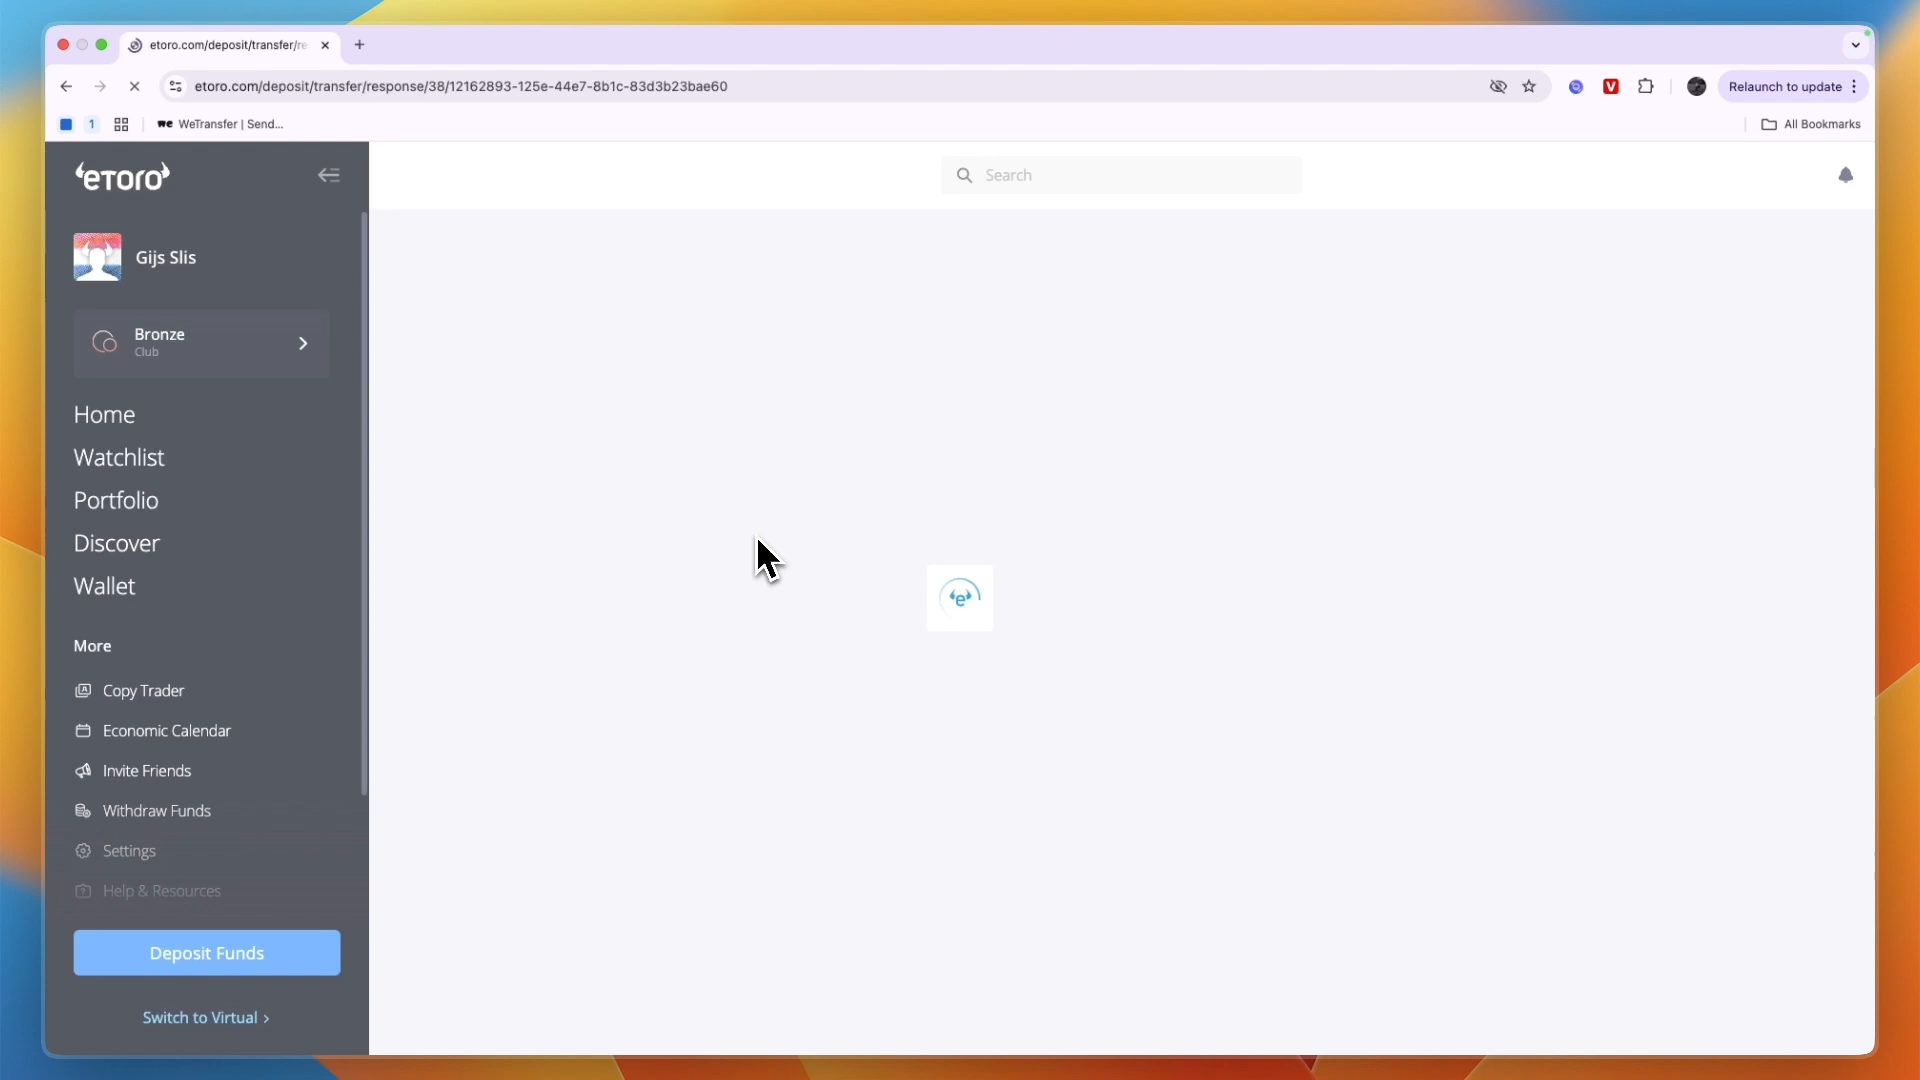 etoro.com/deposit/transfer/re
etoro.com/deposit/transfer/response/38/12162893-125e-44e7-8b1c-83d3b23bae60
V
Relaunch to update
1
we WeTransfer | Send...
All Bookmarks
eToro
Search
Gijs Slis
Bronze
Club
Home
Watchlist
Portfolio
Discover
Wallet
e
More
Copy Trader
Economic Calendar
Invite Friends
Withdraw Funds
Settings
Help & Resources
Deposit Funds
Switch to Virtual ›